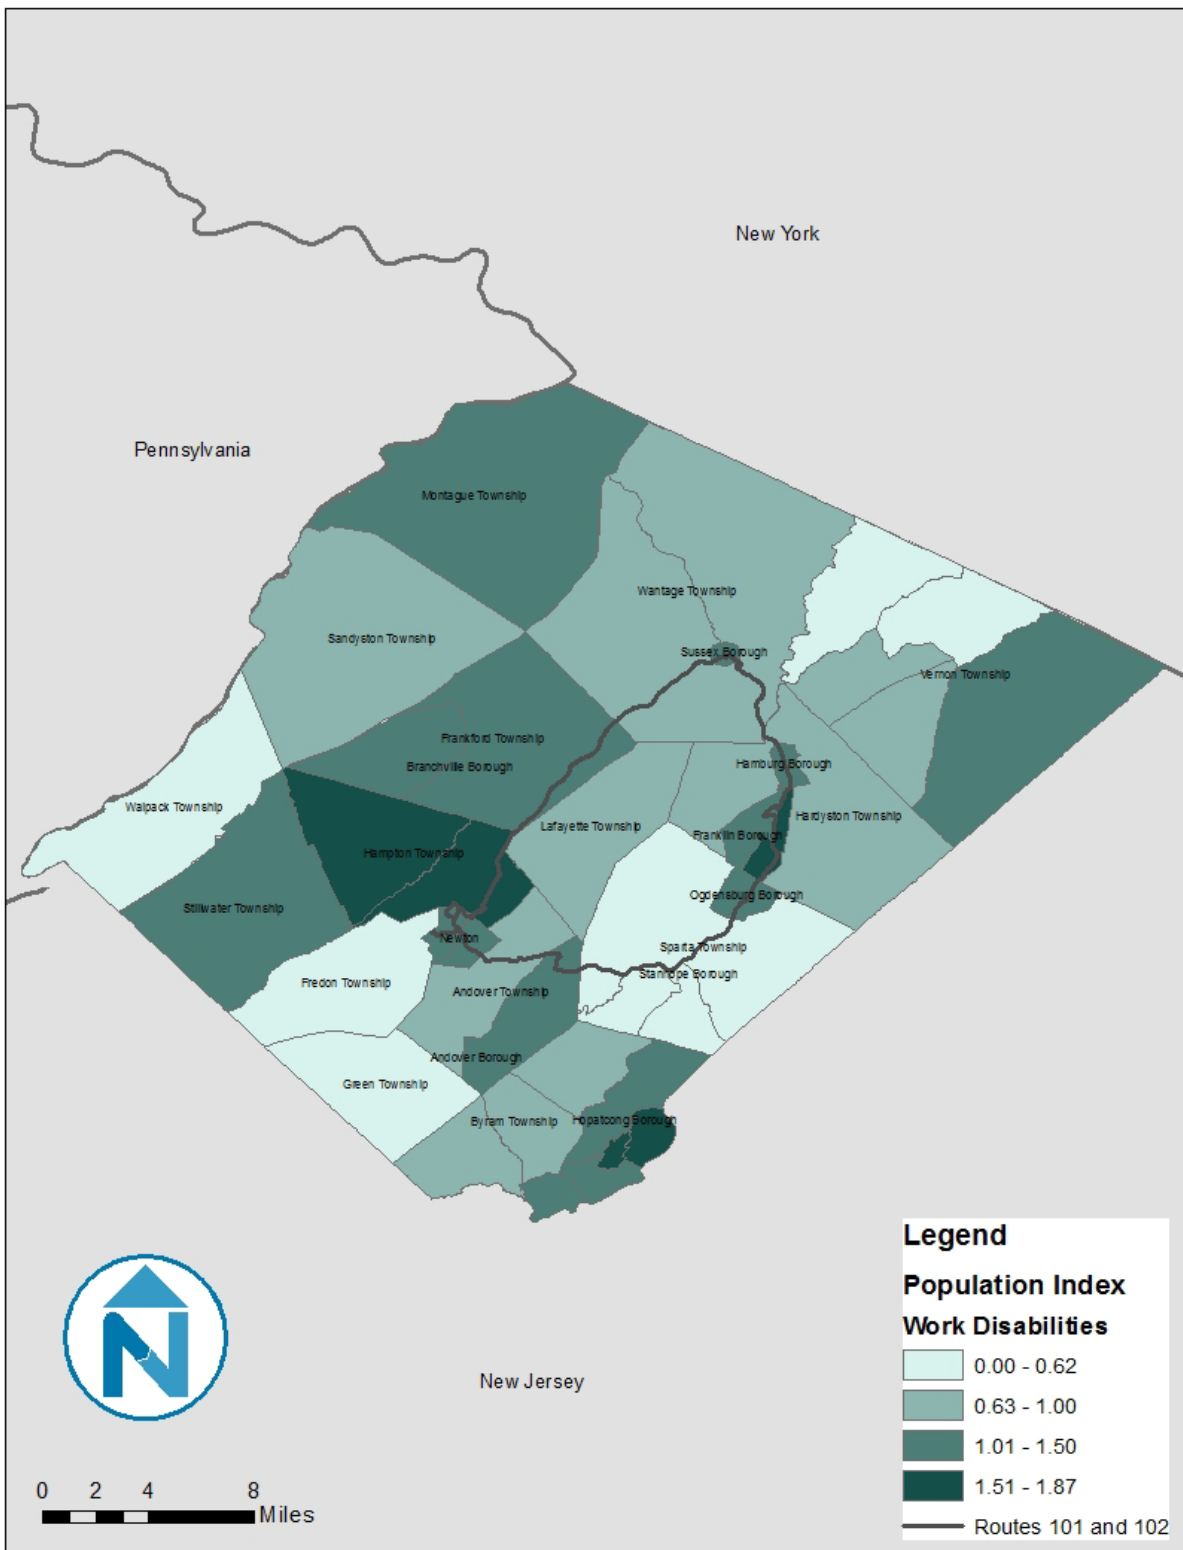 New York
Pennsylvania
Montague Township
Wantage Township
Sandyston Township
Sussex Borough
Vernon Township
Frankford Township
Branchville Borough
Hamburg Borough
Walpack Township
Lafayette Township
Hardyston Township
Franklin Borough
Hampton Township
Ogdensburg Borough
Stillwater Township
Newton
Sparta Township
Stanhope Borough
Fredon Township
Andover Township
Andover Borough
Green Township
Byram Township
Hopatcong Borough
New Jersey
N
0 2 4 8
Miles
Legend
Population Index
Work Disabilities
0.00 - 0.62
0.63 - 1.00
1.01 - 1.50
1.51 - 1.87
Routes 101 and 102